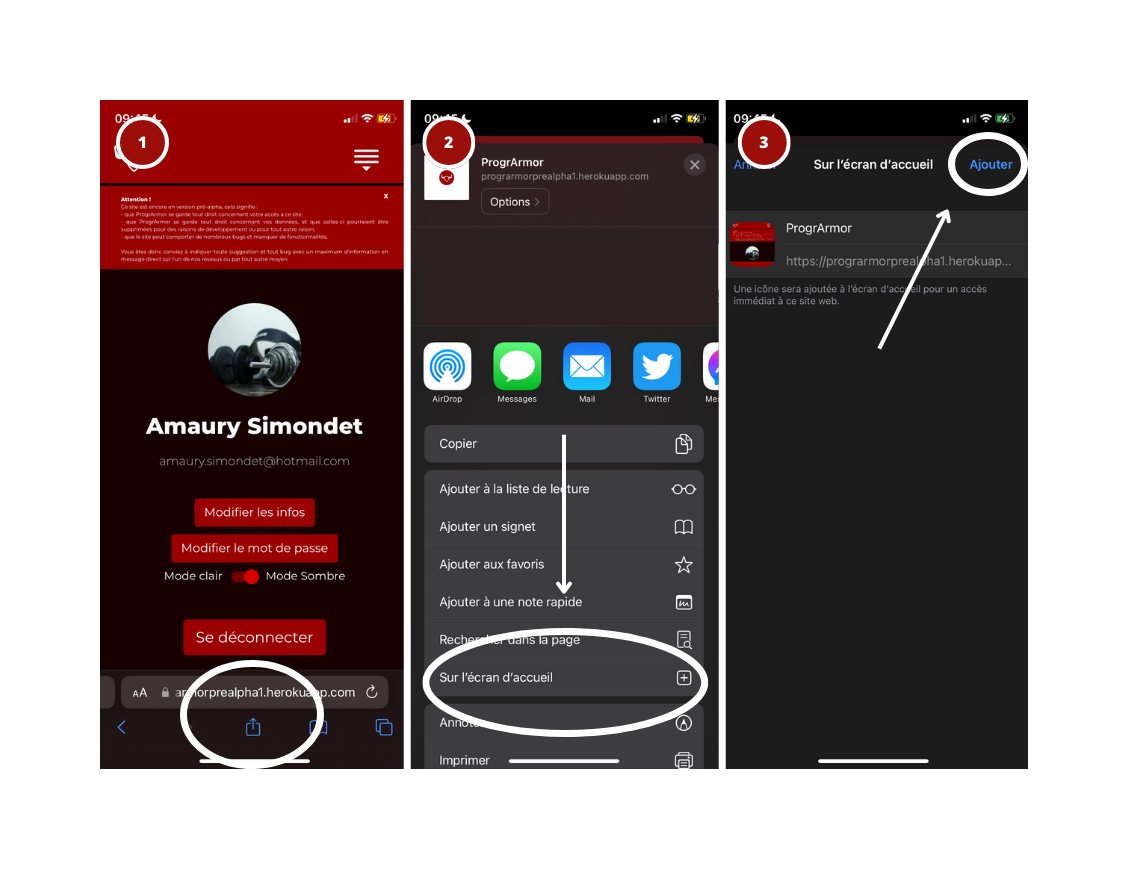 09:45
1
Attention !
x
Ce site est encore en version pré-alpha, cela signifie :
- que ProgrArmor se garde tout droit concernant votre accès à ce site,
- que ProgrArmor se garde tout droit concernant vos données, et que celles-ci pourraient être
supprimées pour des raisons de développement ou pour tout autre raison,
- que le site peut comporter de nombreux bugs et manquer de fonctionnalités,
Vous êtes donc conviez à indiquer toute suggestion et tout bug avec un maximum d'information en
message direct sur l'un de nos réseaux ou par tout autre moyen
Amaury Simondet
amaury.simondet@hotmail.com
Modifier les infos
Modifier le mot de passe
Mode clair Mode Sombre
Se déconnecter
AA armorprealpha1.herokuapp.com
09:45
2
ProgrArmor
prograrmorprealpha1.herokuapp.com
Options
AirDrop Messages Mail Twitter Mes
Copier
Ajouter à la liste de lecture
Ajouter un signet
Ajouter aux favoris
Ajouter à une note rapide
Rechercher dans la page
Sur l'écran d'accueil
Annoter
Imprimer
09:45
3
Sur l'écran d'accueil
Ajouter
ProgrArmor
https://prograrmorprealpha1.herokuap...
Une icône sera ajoutée à l'écran d'accueil pour un accès
immédiat à ce site web.